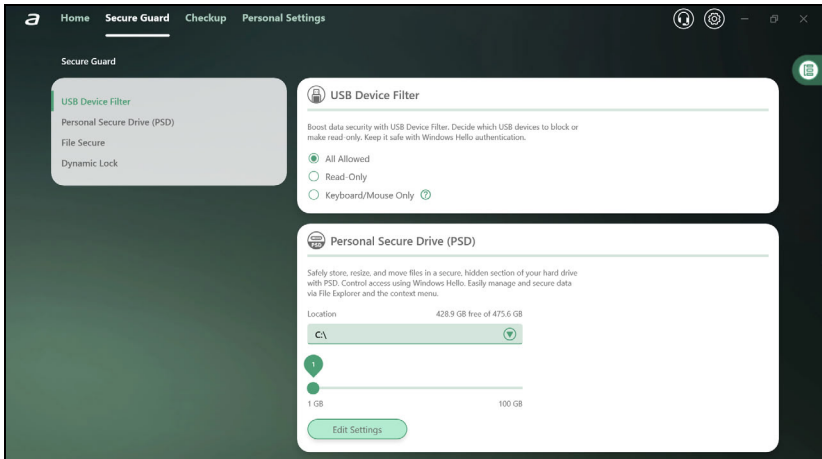 a
Home Secure Guard Checkup Personal Settings
Secure Guard
USB Device Filter
Personal Secure Drive (PSD)
File Secure
Dynamic Lock
USB Device Filter
Boost data security with USB Device Filter. Decide which USB devices to block or
make read-only. Keep it safe with Windows Hello authentication.
All Allowed
Read-Only
Keyboard/Mouse Only ?
PSD
Personal Secure Drive (PSD)
Safely store, resize, and move files in a secure, hidden section of your hard drive
with PSD. Control access using Windows Hello. Easily manage and secure data
via File Explorer and the context menu.
Location 428.9 GB free of 475.6 GB
C:\
1
1 GB 100 GB
Edit Settings